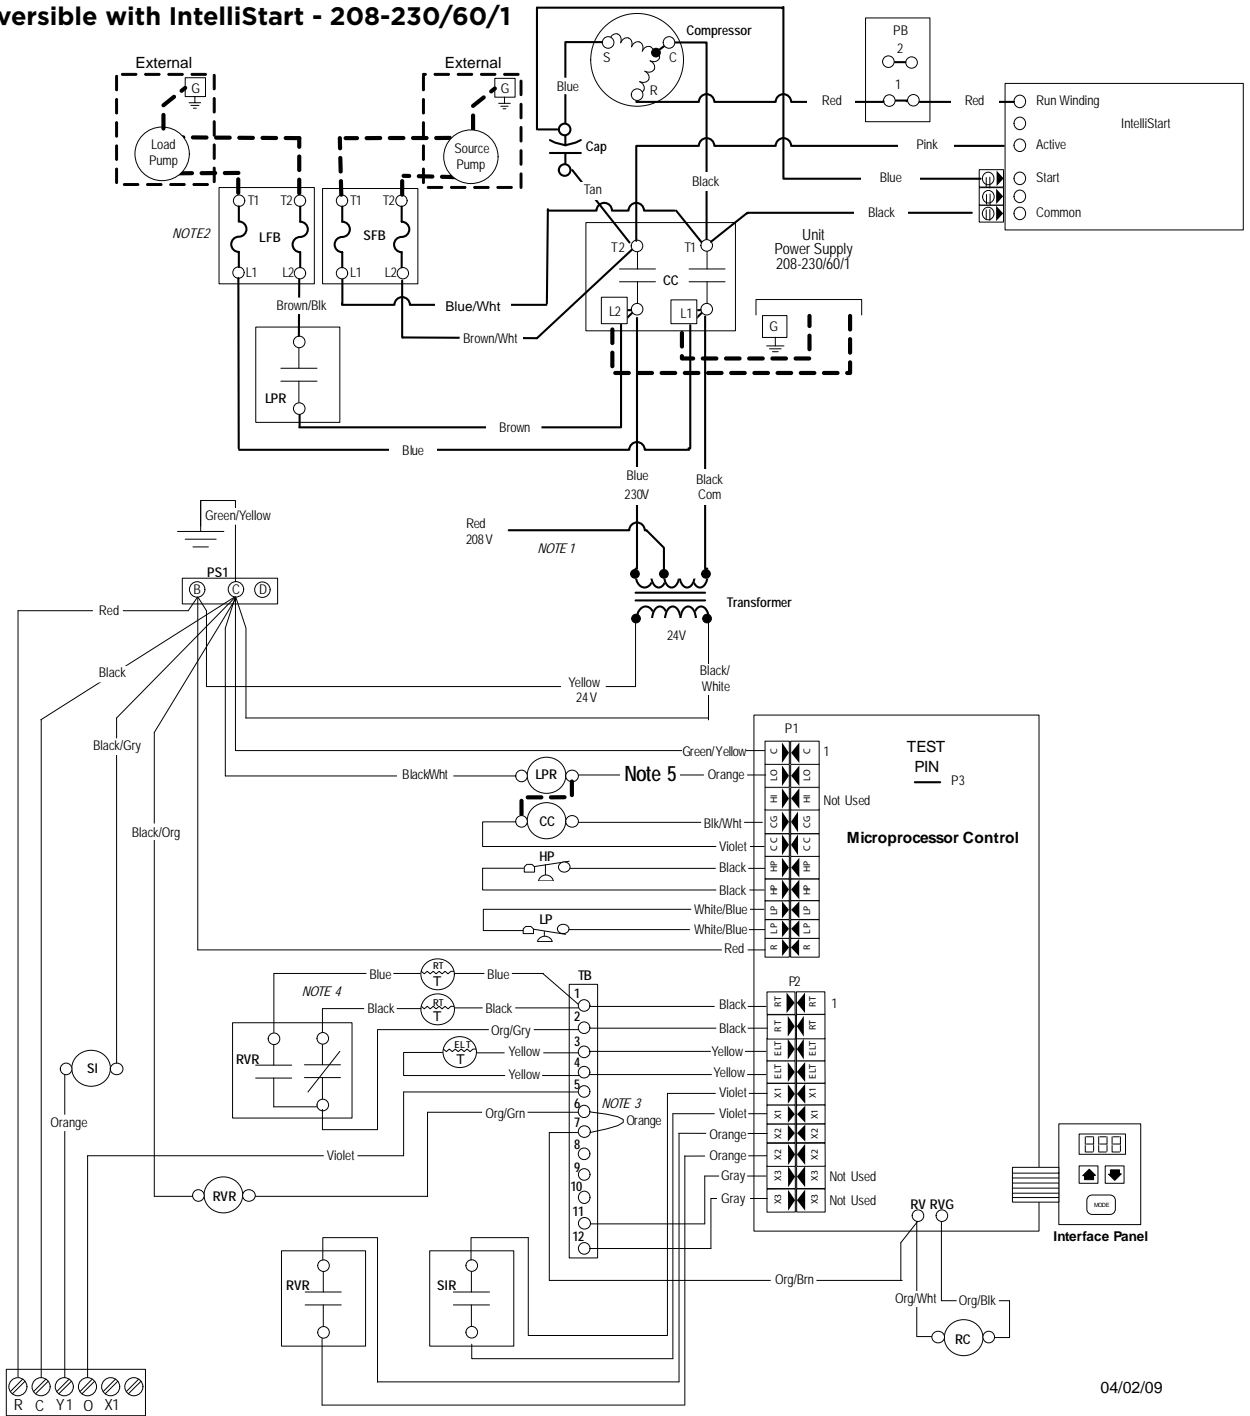 versible with IntelliStart - 208-230/60/1
External
External
Compressor
PB
2
1
G
G
S
C
R
Blue
Red
Red
Run Winding
IntelliStart
Load
Pump
Source
Pump
Cap
Pink
Active
Tan
Black
Blue
Start
Black
Common
T1
T2
T1
T2
NOTE2
LFB
SFB
L1
L2
L1
L2
T2
T1
CC
L2
L1
Unit
Power Supply
208-230/60/1
G
Brown/Blk
Blue/Wht
Brown/Wht
LPR
Brown
Blue
Blue
230V
Black
Com
Green/Yellow
Red
208 V
NOTE 1
PS1
B
C
D
Transformer
24V
Red
Black
Yellow
24 V
Black/
White
Black/Gry
Black/Org
P1
TEST
PIN
P3
Green/Yellow
C
C
1
Black/Wht
LPR
Note 5
Orange
LO
LO
HI
HI
Not Used
CC
Blk/Wht
CG
CG
Microprocessor Control
Violet
CC
CC
HP
Black
HP
HP
Black
HP
HP
White/Blue
LP
LP
LP
White/Blue
LP
LP
Red
R
R
Blue
RT
T
Blue
TB
P2
NOTE 4
Black
RT
T
Black
1
Black
RT
RT
1
Org/Gry
2
Black
RT
RT
RVR
ELT
T
Yellow
3
Yellow
ELT
ELT
Yellow
4
Yellow
ELT
ELT
SI
5
Violet
X1
X1
Org/Grn
6
NOTE 3
Violet
X1
X1
Orange
7
Orange
Orange
X2
X2
Violet
8
Orange
X2
X2
9
Gray
X3
X3
Not Used
RVR
10
Gray
X3
X3
Not Used
11
12
RV
RVG
MODE
Interface Panel
RVR
SIR
Org/Brn
Org/Wht
Org/Blk
RC
R
C
Y1
O
X1
04/02/09